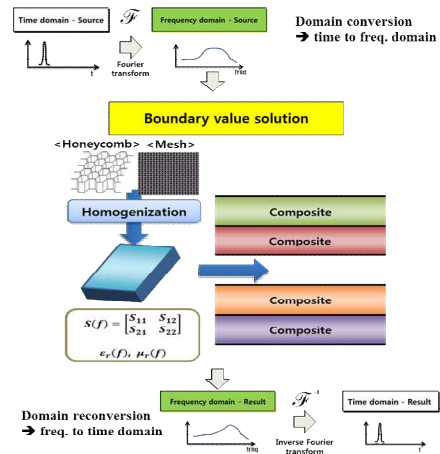 Time domain - Source
ℱ
Frequency domain - Source
Domain conversion
➔ time to freq. domain
t
Fourier
transform
freq
Boundary value solution
<Honeycomb> <Mesh>
Homogenization
Composite
Composite
Composite
Composite
S(f) = [S11 S12
S21 S22]
εr(f), μr(f)
Frequency domain - Result
ℱ-1
Time domain - Result
Domain reconversion
➔ freq. to time domain
freq
Inverse Fourier
transform
t